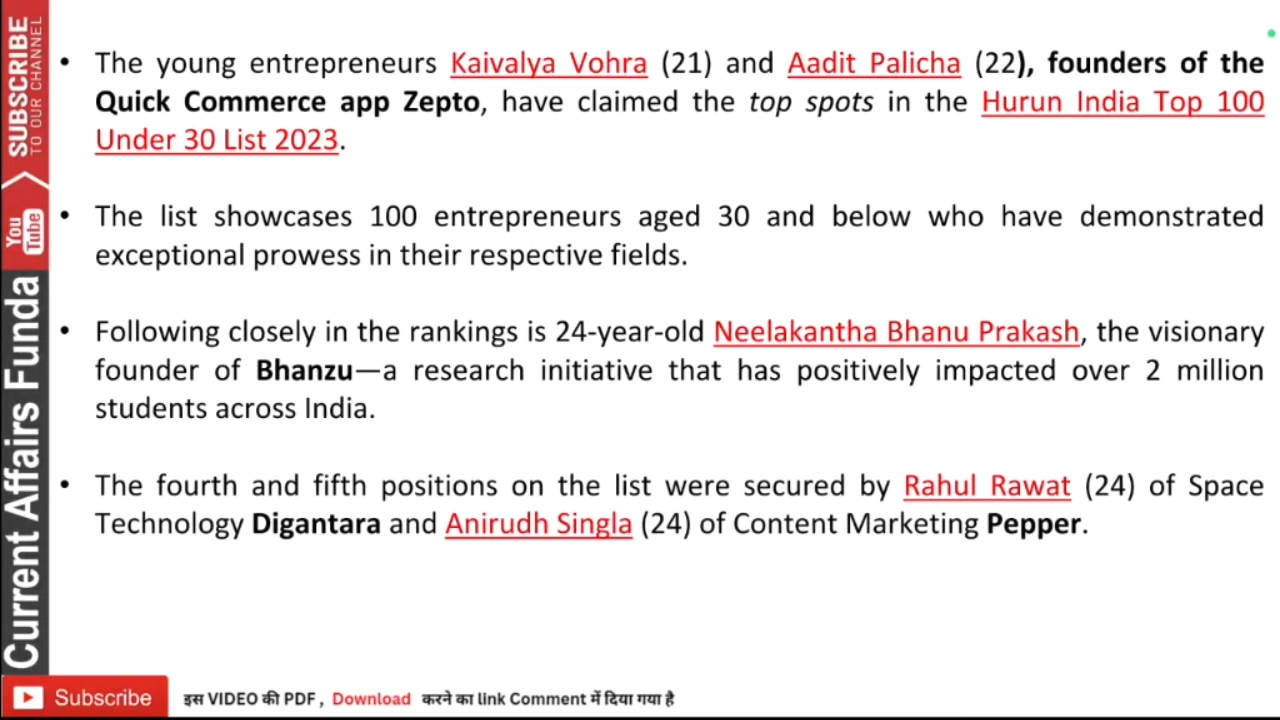 • The young entrepreneurs Kaivalya Vohra (21) and Aadit Palicha (22), founders of the
Quick Commerce app Zepto, have claimed the top spots in the Hurun India Top 100
Under 30 List 2023.
• The list showcases 100 entrepreneurs aged 30 and below who have demonstrated
exceptional prowess in their respective fields.
• Following closely in the rankings is 24-year-old Neelakantha Bhanu Prakash, the visionary
founder of Bhanzu—a research initiative that has positively impacted over 2 million
students across India.
• The fourth and fifth positions on the list were secured by Rahul Rawat (24) of Space
Technology Digantara and Anirudh Singla (24) of Content Marketing Pepper.
SUBSCRIBE
TO OUR CHANNEL
You
Tube
Current Affairs Funda
Subscribe
इस VIDEO की PDF, Download करने का link Comment में दिया गया है